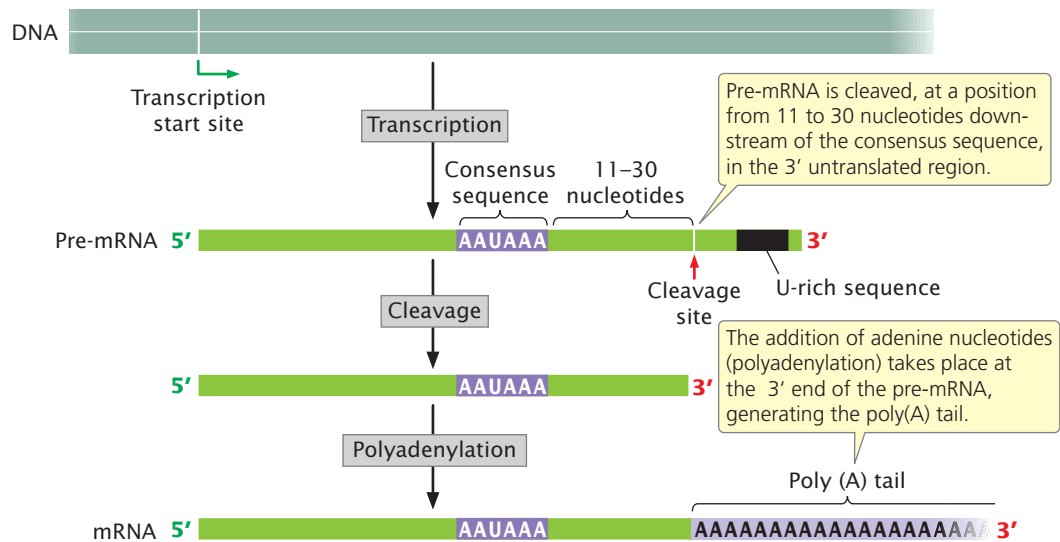 DNA
Transcription
start site
Transcription
Pre-mRNA is cleaved, at a position
from 11 to 30 nucleotides down-
stream of the consensus sequence,
in the 3′ untranslated region.
Consensus
sequence
11–30
nucleotides
Pre-mRNA 5′ AAUAAA 3′
Cleavage
site
U-rich sequence
Cleavage
The addition of adenine nucleotides
(polyadenylation) takes place at
the 3′ end of the pre-mRNA,
generating the poly(A) tail.
5′ AAUAAA 3′
Polyadenylation
Poly (A) tail
mRNA 5′ AAUAAA AAAAAAAAAAAAAAAAAAAA 3′